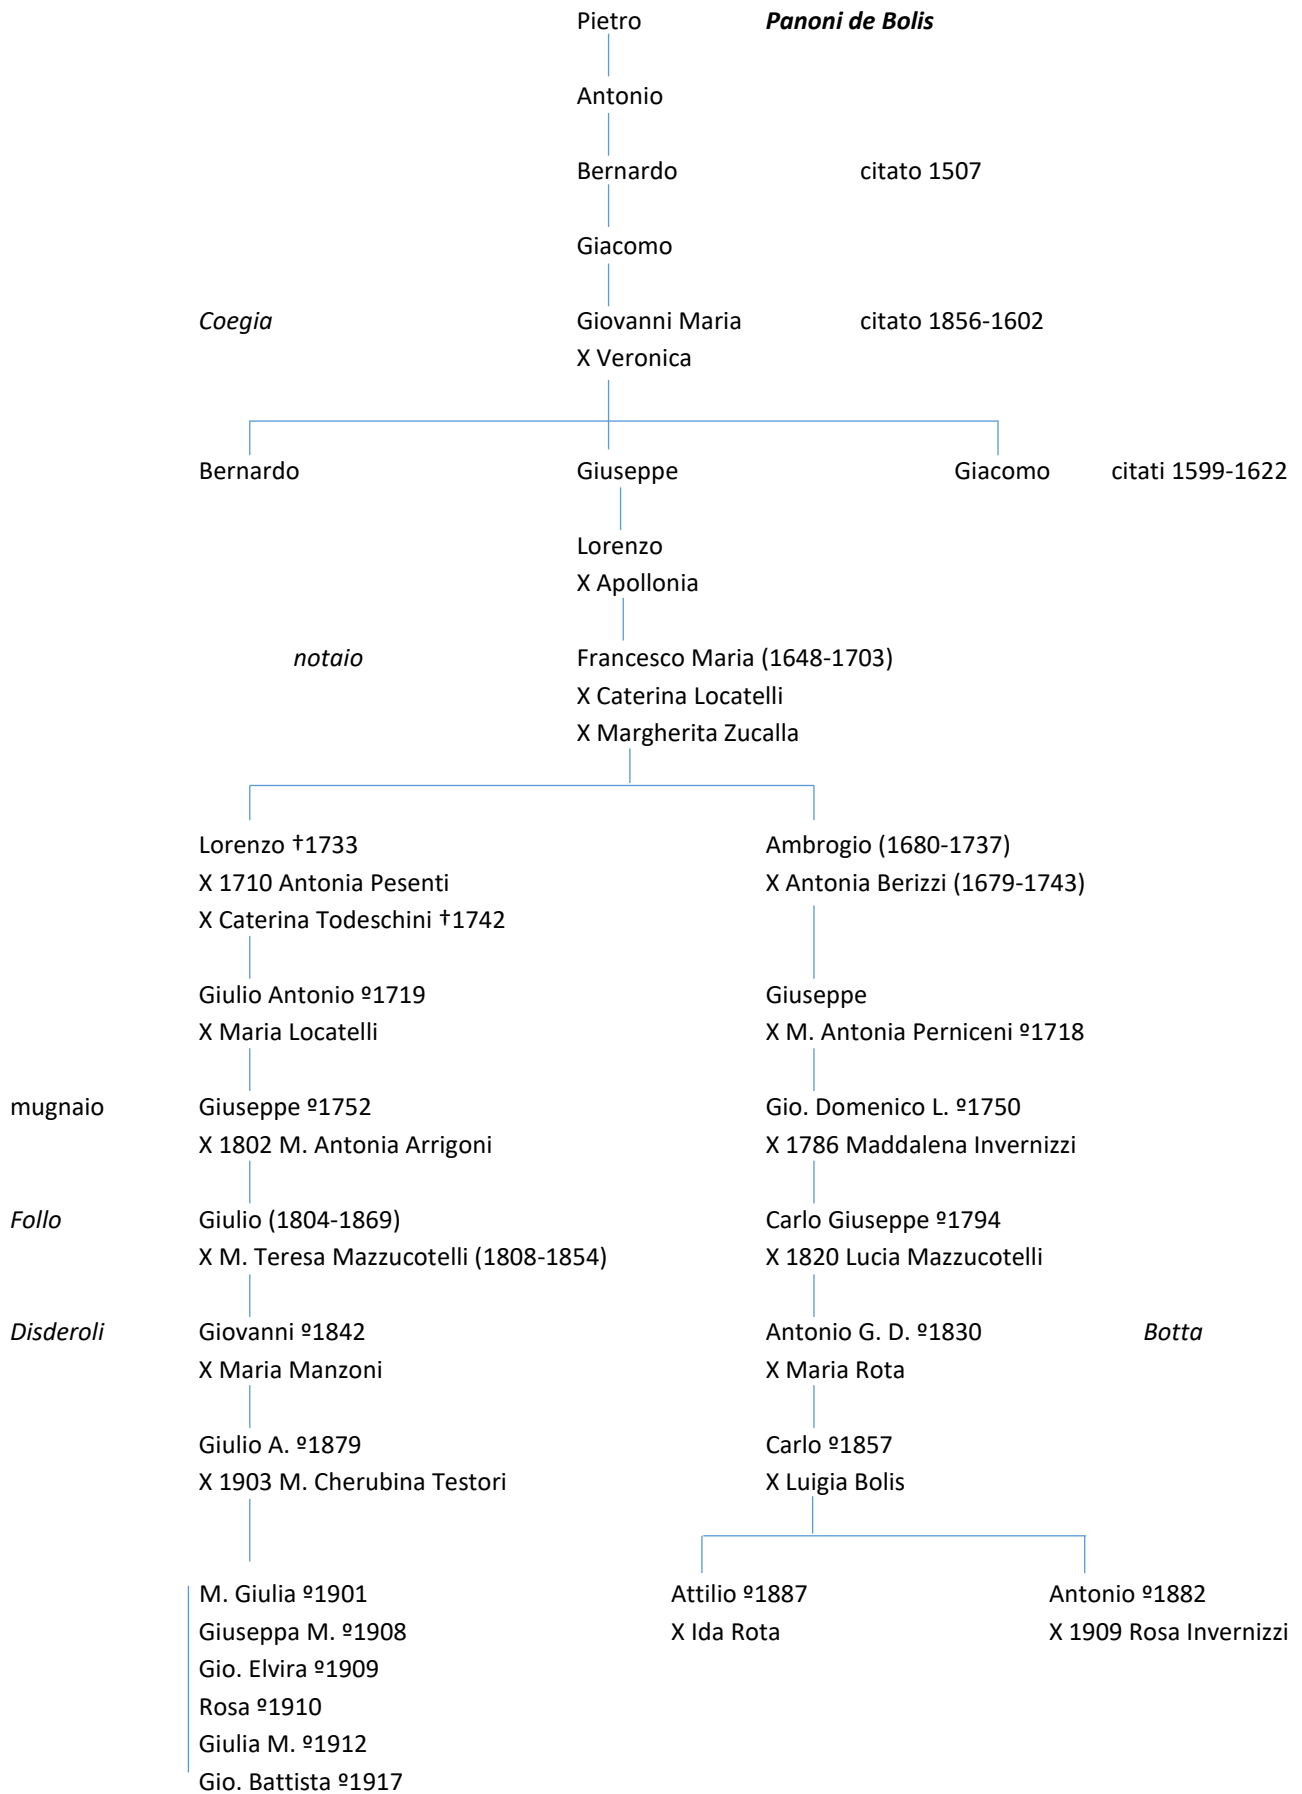 Pietro Panoni de Bolis
Antonio
Bernardo citato 1507
Giacomo
Coegia Giovanni Maria citato 1856-1602
X Veronica
Bernardo Giuseppe Giacomo citati 1599-1622
Lorenzo
X Apollonia
notaio Francesco Maria (1648-1703)
X Caterina Locatelli
X Margherita Zucalla
Lorenzo †1733 Ambrogio (1680-1737)
X 1710 Antonia Pesenti X Antonia Berizzi (1679-1743)
X Caterina Todeschini †1742
Giulio Antonio º1719 Giuseppe
X Maria Locatelli X M. Antonia Perniceni º1718
mugnaio Giuseppe º1752 Gio. Domenico L. º1750
X 1802 M. Antonia Arrigoni X 1786 Maddalena Invernizzi
Follo Giulio (1804-1869) Carlo Giuseppe º1794
X M. Teresa Mazzucotelli (1808-1854) X 1820 Lucia Mazzucotelli
Disderoli Giovanni º1842 Antonio G. D. º1830 Botta
X Maria Manzoni X Maria Rota
Giulio A. º1879 Carlo º1857
X 1903 M. Cherubina Testori X Luigia Bolis
M. Giulia º1901 Attilio º1887 Antonio º1882
Giuseppa M. º1908 X Ida Rota X 1909 Rosa Invernizzi
Gio. Elvira º1909
Rosa º1910
Giulia M. º1912
Gio. Battista º1917